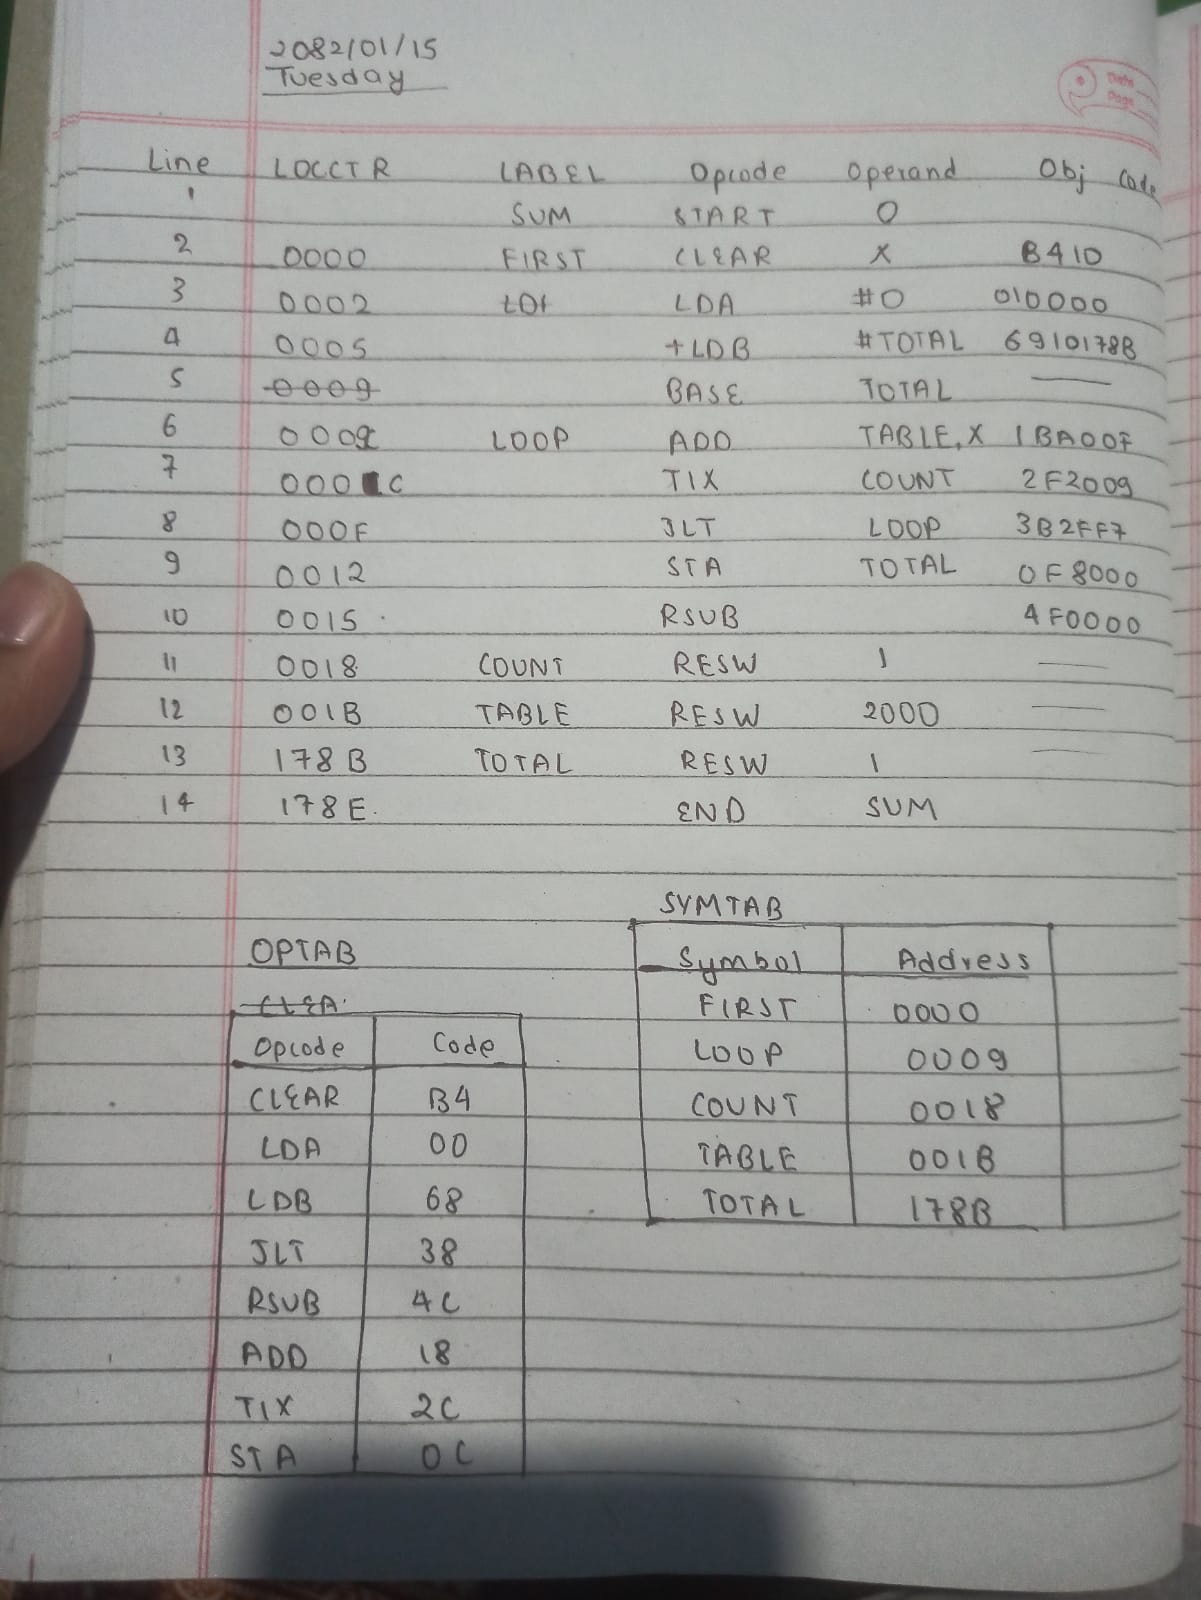 2082/01/15
Tuesday
Date
Page
Line LOCCTR LABEL Opcode Operand Obj Code
1 SUM START 0
2 0000 FIRST CLEAR X B410
3 0002 LDA #0 010000
4 0005 +LDB #TOTAL 6910178B
5 0009 BASE TOTAL —
6 0009 LOOP ADD TABLE,X 1BA00F
7 000C TIX COUNT 2F2009
8 000F JLT LOOP 3B2FF7
9 0012 STA TOTAL 0F8000
10 0015 RSUB 4F0000
11 0018 COUNT RESW 1 —
12 001B TABLE RESW 2000 —
13 178B TOTAL RESW 1 —
14 178E. END SUM
SYMTAB
Symbol Address
FIRST 0000
LOOP 0009
COUNT 0018
TABLE 001B
TOTAL 178B
OPTAB
CLEA
Opcode Code
CLEAR B4
LDA 00
LDB 68
JLT 38
RSUB 4C
ADD 18
TIX 2C
STA 0C